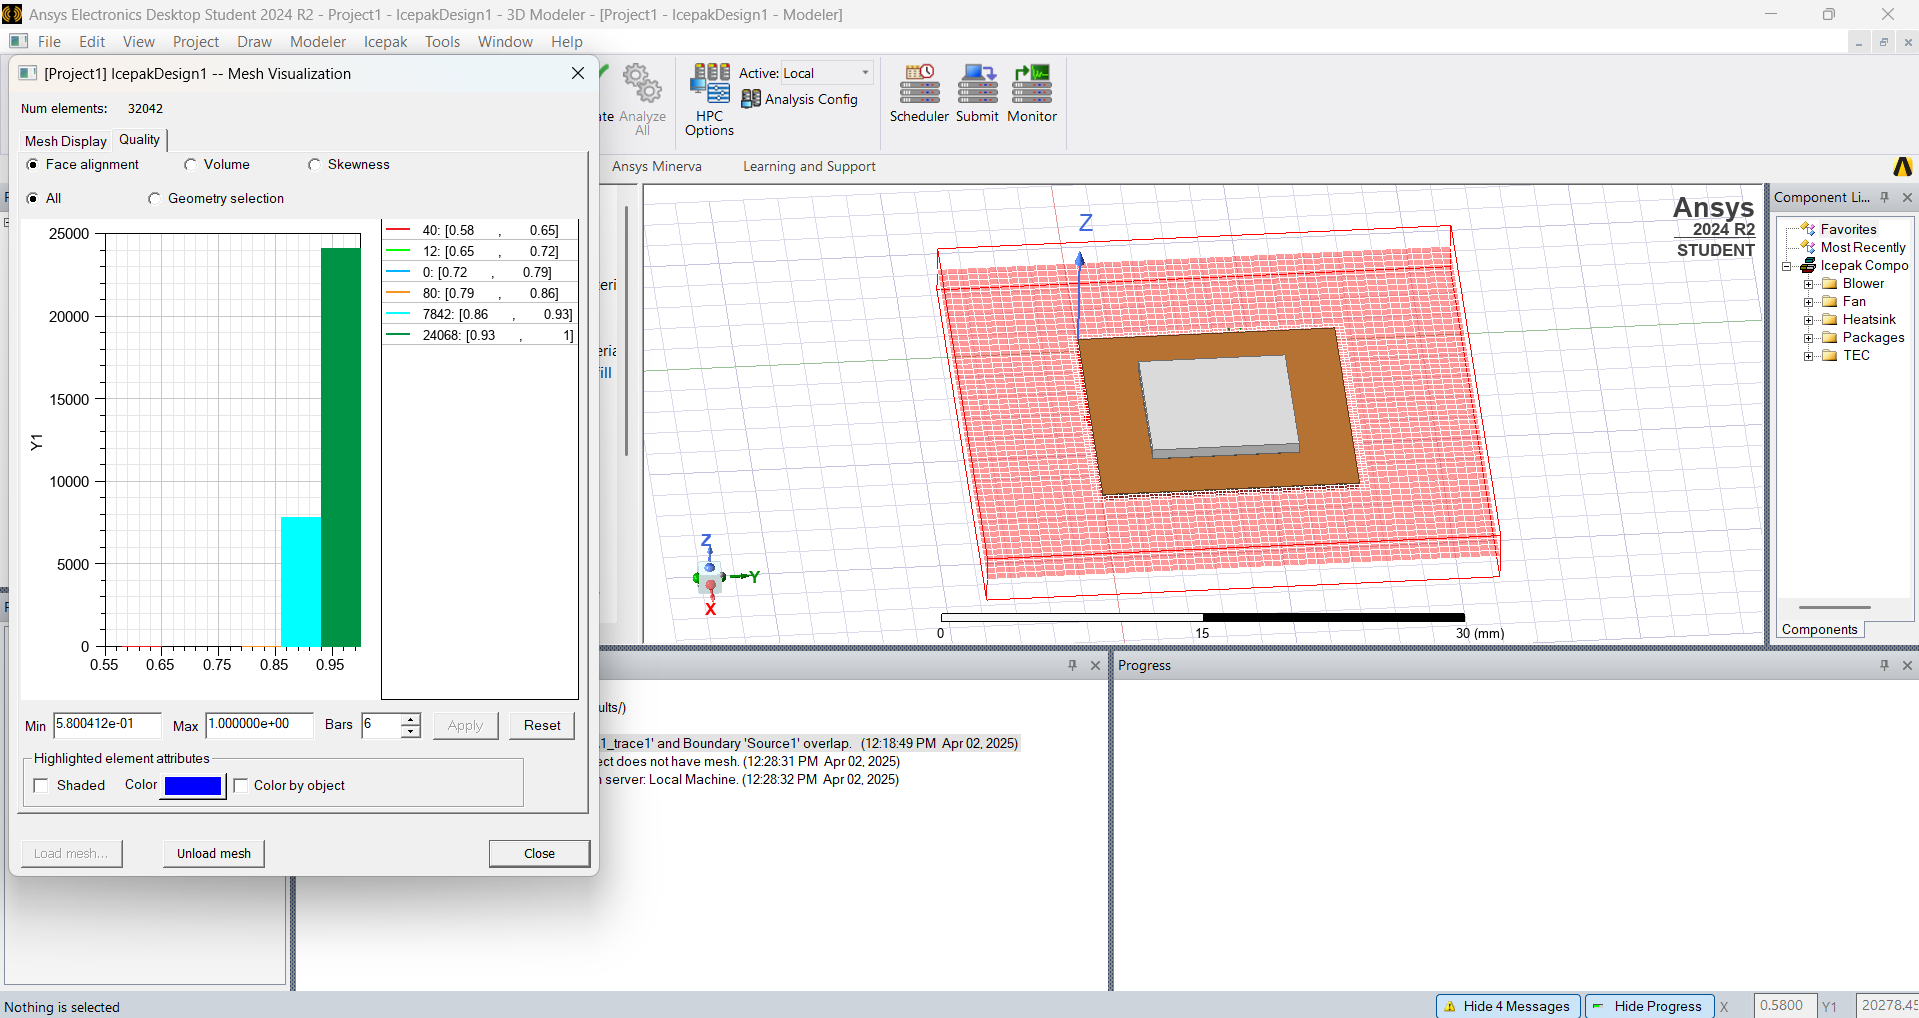 Ansys Electronics Desktop Student 2024 R2 - Project1 - IcepakDesign1 - 3D Modeler - [Project1 - IcepakDesign1 - Modeler]
File Edit View Project Draw Modeler Icepak Tools Window Help
[Project1] IcepakDesign1 -- Mesh Visualization
Num elements: 32042
Mesh Display Quality
Face alignment Volume Skewness
All Geometry selection
25000
20000
15000
10000
5000
0
Y1
0.55 0.65 0.75 0.85 0.95
40: [0.58 , 0.65]
12: [0.65 , 0.72]
0: [0.72 , 0.79]
80: [0.79 , 0.86]
7842: [0.86 , 0.93]
24068: [0.93 , 1]
Min 5.800412e-01 Max 1.000000e+00 Bars 6 Apply Reset
Highlighted element attributes
Shaded Color Color by object
Load mesh... Unload mesh Close
ate Analyze All
HPC Options
Active: Local
Analysis Config
Scheduler Submit Monitor
Ansys Minerva Learning and Support
eri
eria
fill
Z
Ansys
2024 R2
STUDENT
Z
Y
X
0 15 30 (mm)
Component Li...
Favorites
Most Recently
Icepak Compo
Blower
Fan
Heatsink
Packages
TEC
Components
ults/)
1_trace1' and Boundary 'Source1' overlap. (12:18:49 PM Apr 02, 2025)
ect does not have mesh. (12:28:31 PM Apr 02, 2025)
server: Local Machine. (12:28:32 PM Apr 02, 2025)
Progress
Nothing is selected
Hide 4 Messages Hide Progress X 0.5800 Y1 20278.45